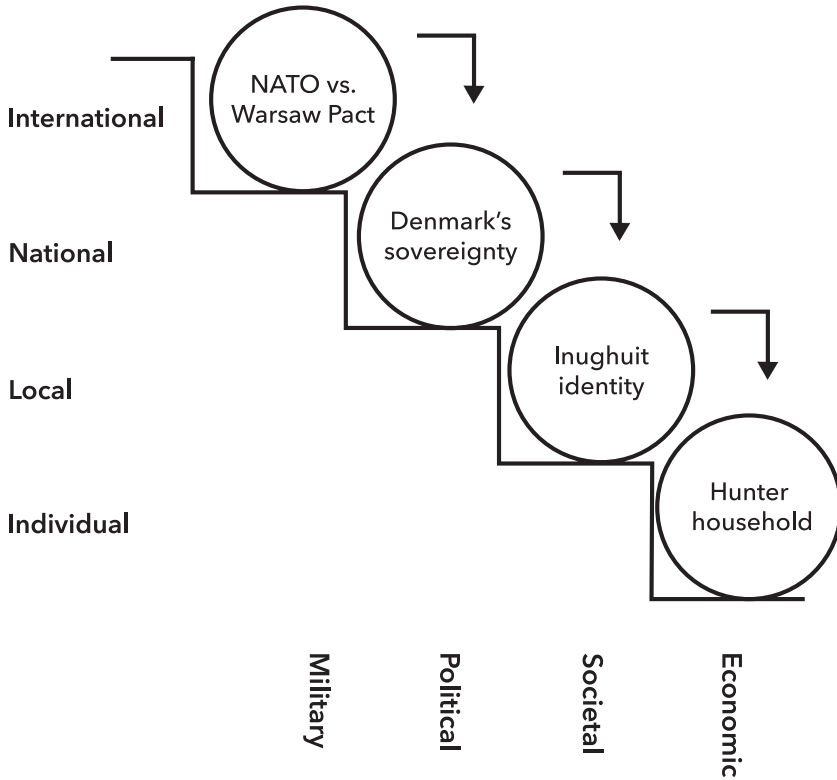 NATO vs.
Warsaw Pact
International
Denmark's
sovereignty
National
Inughuit
identity
Local
Hunter
household
Individual
Military
Political
Societal
Economic